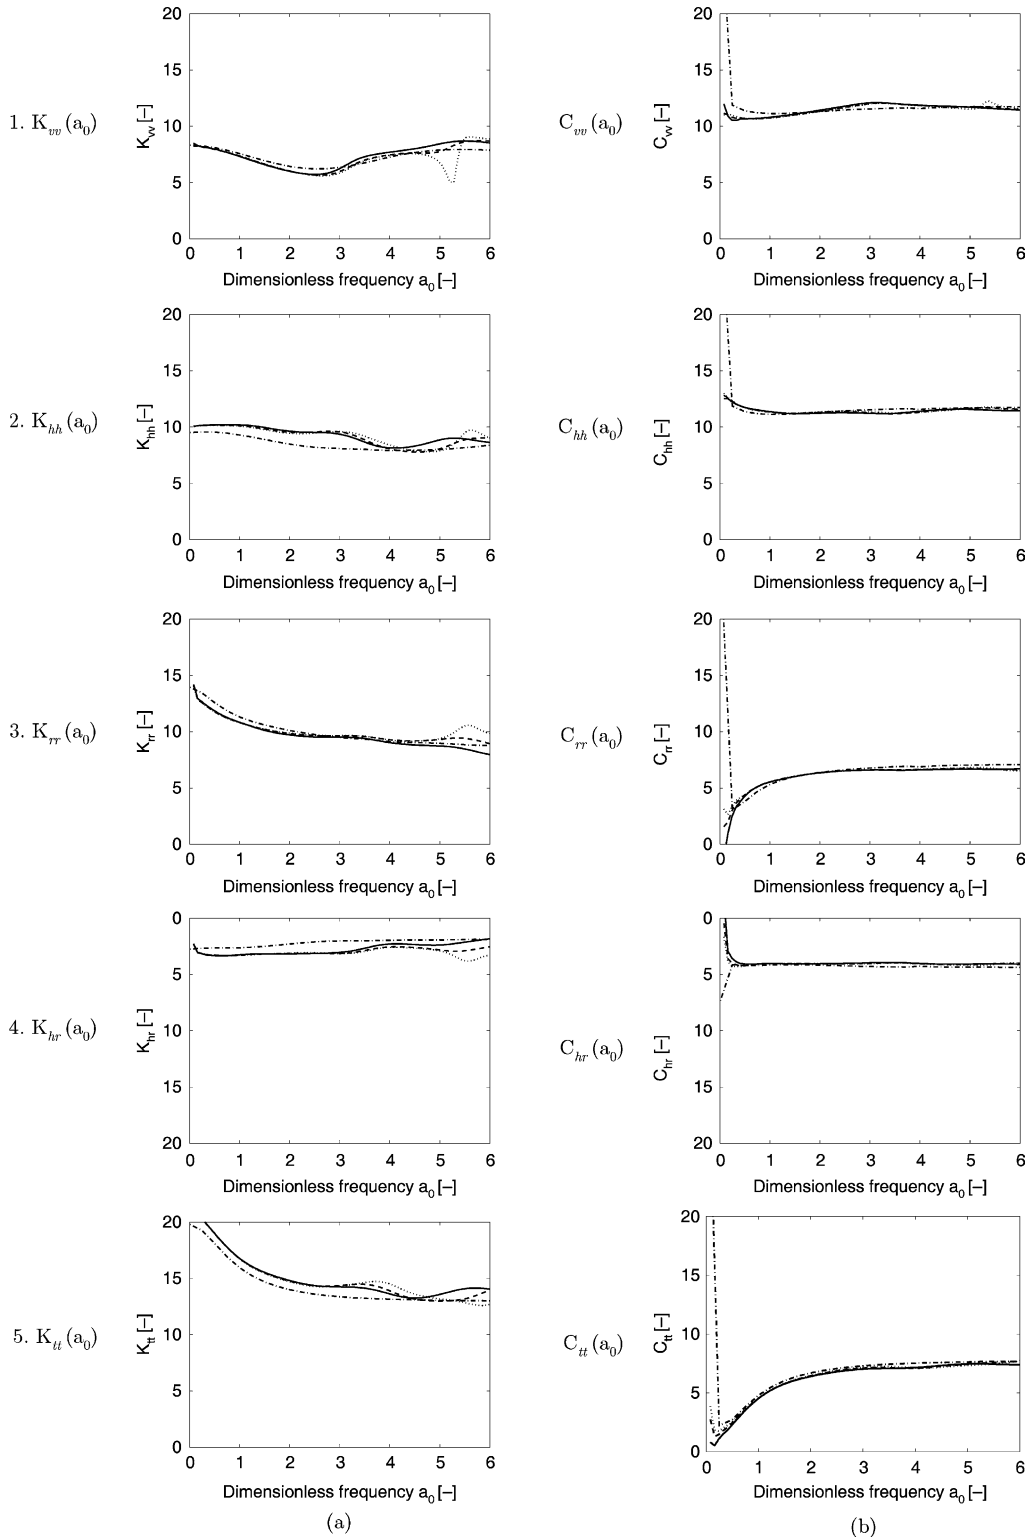 20
15
10
5
0
K_vv [–]
1. K_vv (a_0)
0 1 2 3 4 5 6
Dimensionless frequency a_0 [–]
20
15
10
5
0
C_vv [–]
C_vv (a_0)
0 1 2 3 4 5 6
Dimensionless frequency a_0 [–]
20
15
10
5
0
K_hh [–]
2. K_hh (a_0)
0 1 2 3 4 5 6
Dimensionless frequency a_0 [–]
20
15
10
5
0
C_hh [–]
C_hh (a_0)
0 1 2 3 4 5 6
Dimensionless frequency a_0 [–]
20
15
10
5
0
K_rr [–]
3. K_rr (a_0)
0 1 2 3 4 5 6
Dimensionless frequency a_0 [–]
20
15
10
5
0
C_rr [–]
C_rr (a_0)
0 1 2 3 4 5 6
Dimensionless frequency a_0 [–]
0
5
10
15
20
K_hr [–]
4. K_hr (a_0)
0 1 2 3 4 5 6
Dimensionless frequency a_0 [–]
0
5
10
15
20
C_hr [–]
C_hr (a_0)
0 1 2 3 4 5 6
Dimensionless frequency a_0 [–]
20
15
10
5
0
K_tt [–]
5. K_tt (a_0)
0 1 2 3 4 5 6
Dimensionless frequency a_0 [–]
(a)
20
15
10
5
0
C_tt [–]
C_tt (a_0)
0 1 2 3 4 5 6
Dimensionless frequency a_0 [–]
(b)